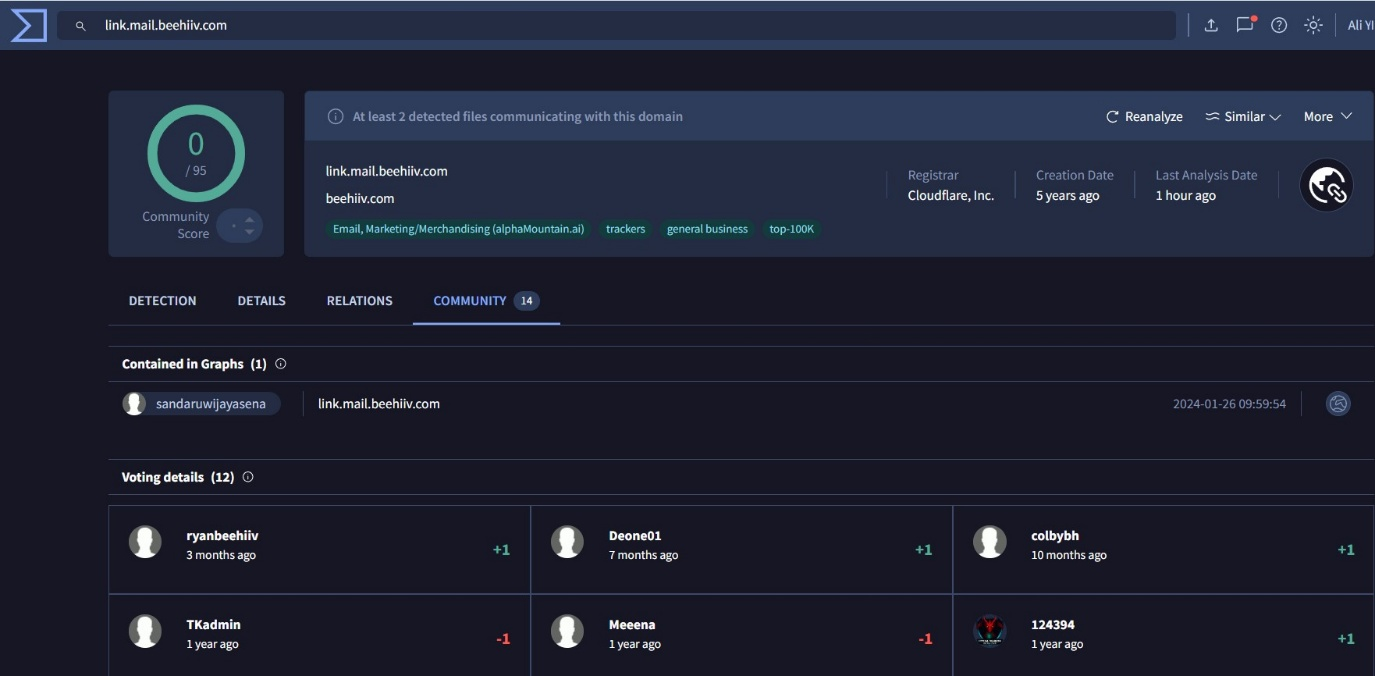 link.mail.beehiiv.com
Ali YI
0
/ 95
Community
Score
At least 2 detected files communicating with this domain
Reanalyze
Similar
More
link.mail.beehiiv.com
beehiiv.com
Registrar
Cloudflare, Inc.
Creation Date
5 years ago
Last Analysis Date
1 hour ago
Email, Marketing/Merchandising (alphaMountain.ai) trackers general business top-100K
DETECTION DETAILS RELATIONS COMMUNITY 14
Contained in Graphs (1)
sandaruwijayasena link.mail.beehiiv.com 2024-01-26 09:59:54
Voting details (12)
ryanbeehiiv
3 months ago
+1
Deone01
7 months ago
+1
colbybh
10 months ago
+1
TKadmin
1 year ago
-1
Meeena
1 year ago
-1
124394
1 year ago
+1